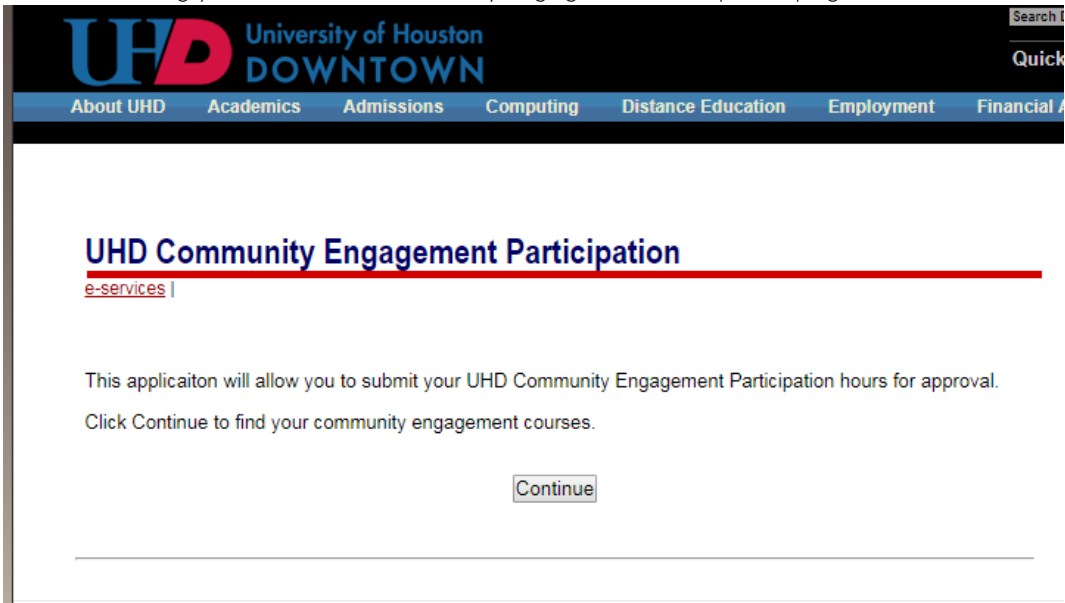 Search
University of Houston
UHD DOWNTOWN
Quick
About UHD Academics Admissions Computing Distance Education Employment Financial
UHD Community Engagement Participation
e-services |
This applicaiton will allow you to submit your UHD Community Engagement Participation hours for approval.
Click Continue to find your community engagement courses.
Continue